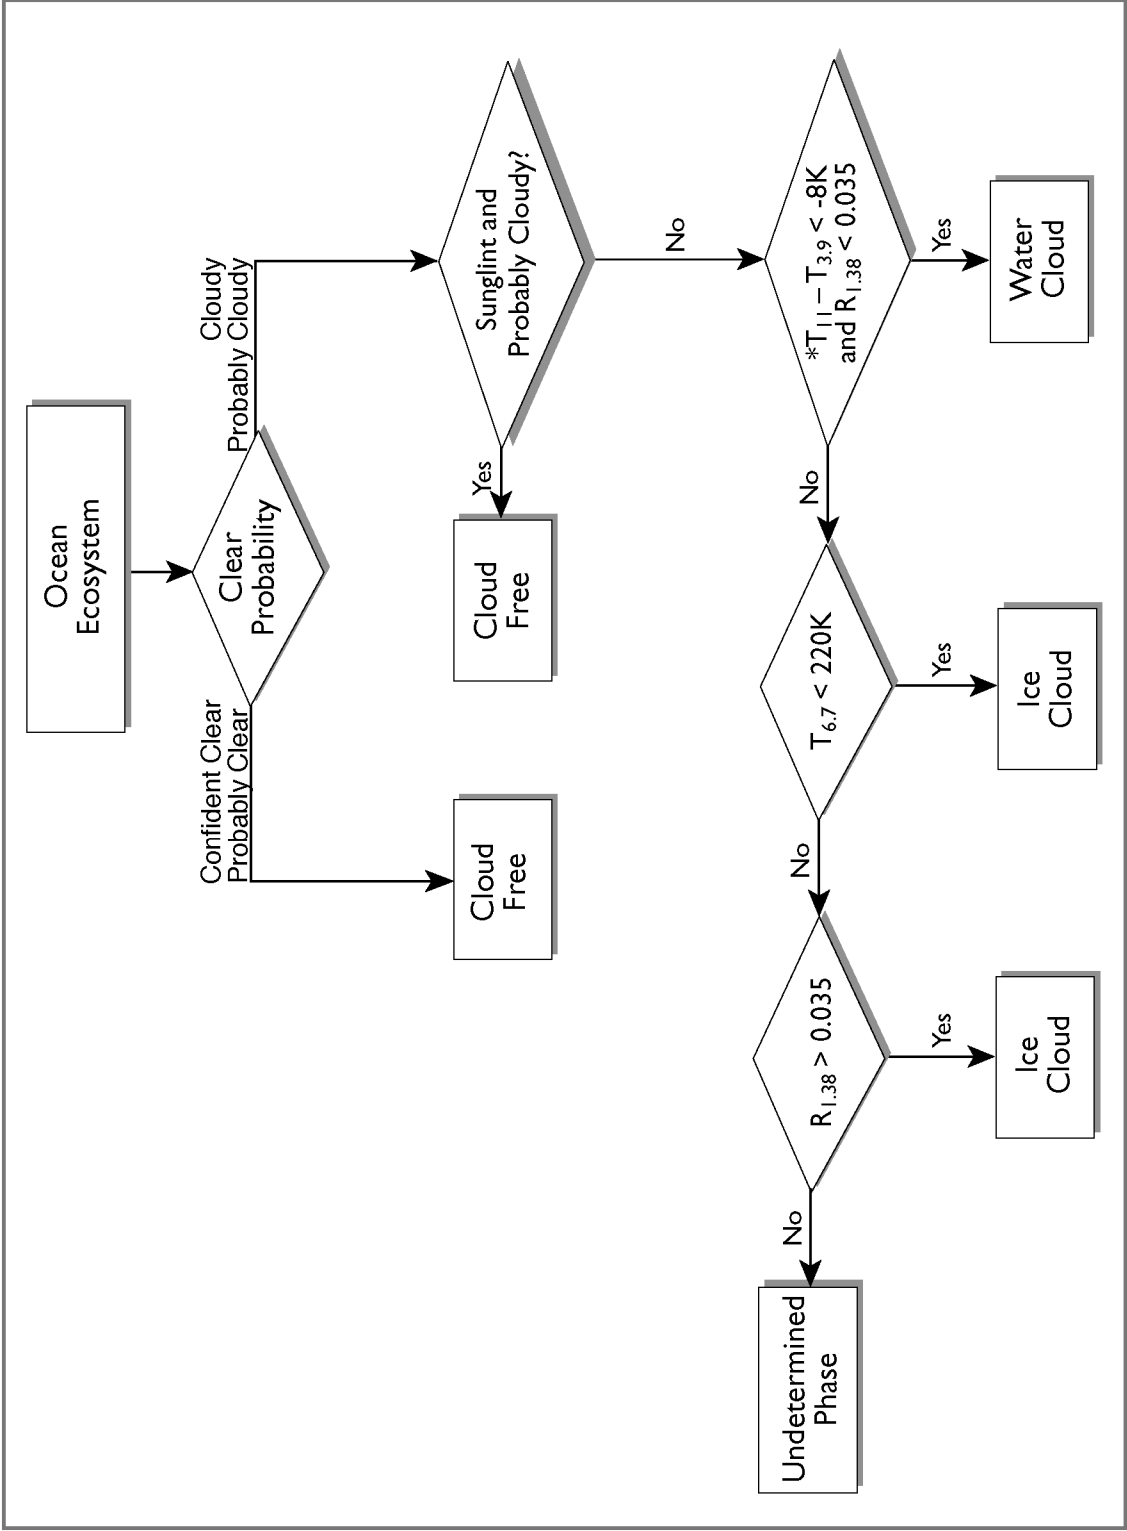 Ocean
Ecosystem
Clear
Probability
Confident Clear
Probably Clear
Cloudy
Probably Cloudy
Cloud
Free
Sunglint and
Probably Cloudy?
Yes
Cloud
Free
No
*T11 – T3.9 < -8K
and R1.38 < 0.035
Yes
Water
Cloud
No
T6.7 < 220K
Yes
Ice
Cloud
No
R1.38 > 0.035
Yes
Ice
Cloud
No
Undetermined
Phase